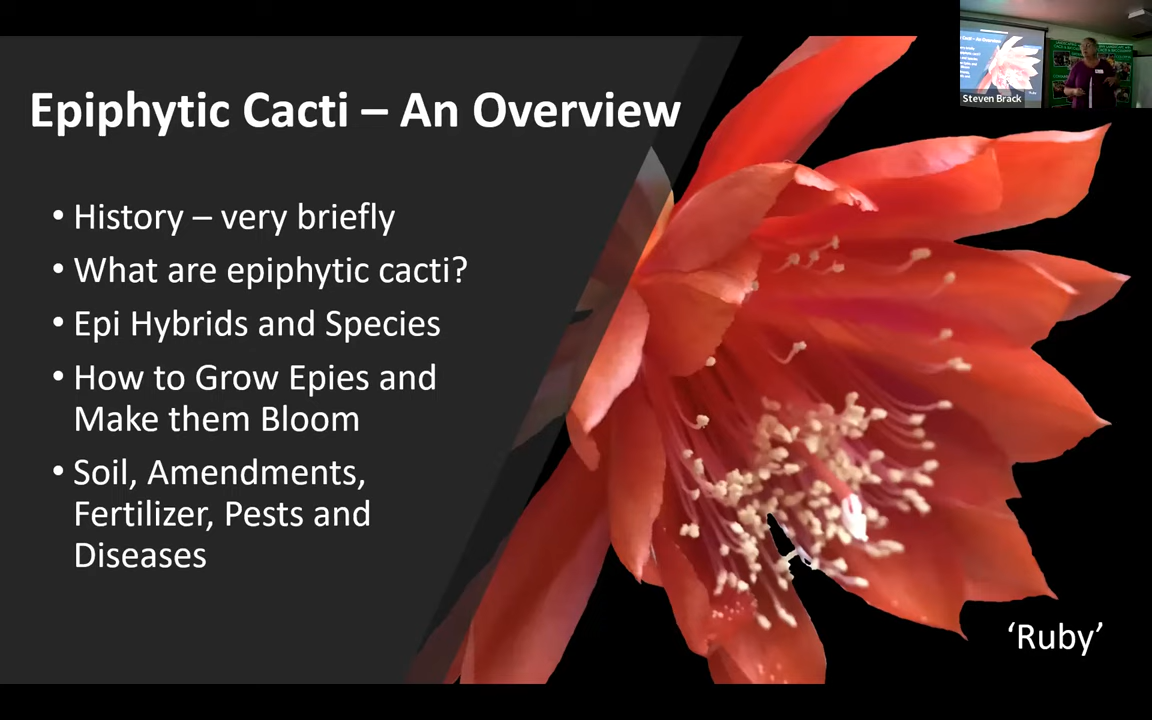 Epiphytic Cacti – An Overview
• History – very briefly
• What are epiphytic cacti?
• Epi Hybrids and Species
• How to Grow Epies and
Make them Bloom
• Soil, Amendments,
Fertilizer, Pests and
Diseases
‘Ruby’
Steven Brack